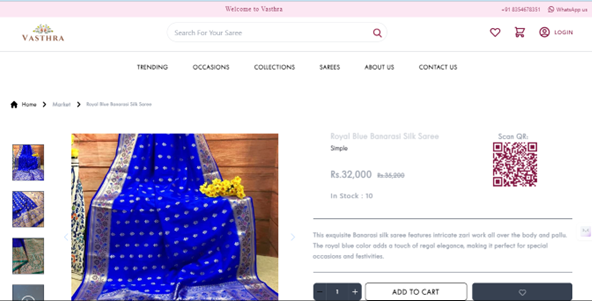 Welcome to Vasthra
+91 8354678351 WhatsApp us
VASTHRA
Search For Your Saree
LOGIN
TRENDING OCCASIONS COLLECTIONS SAREES ABOUT US CONTACT US
Home Market Royal Blue Banarasi Silk Saree
Royal Blue Banarasi Silk Saree
Scan QR:
Simple
Rs.32,000 Rs.36,200
In Stock : 10
This exquisite Banarasi silk saree features intricate zari work all over the body and pallu.
The royal blue color adds a touch of regal elegance, making it perfect for special
occasions and festivities.
- 1 + ADD TO CART